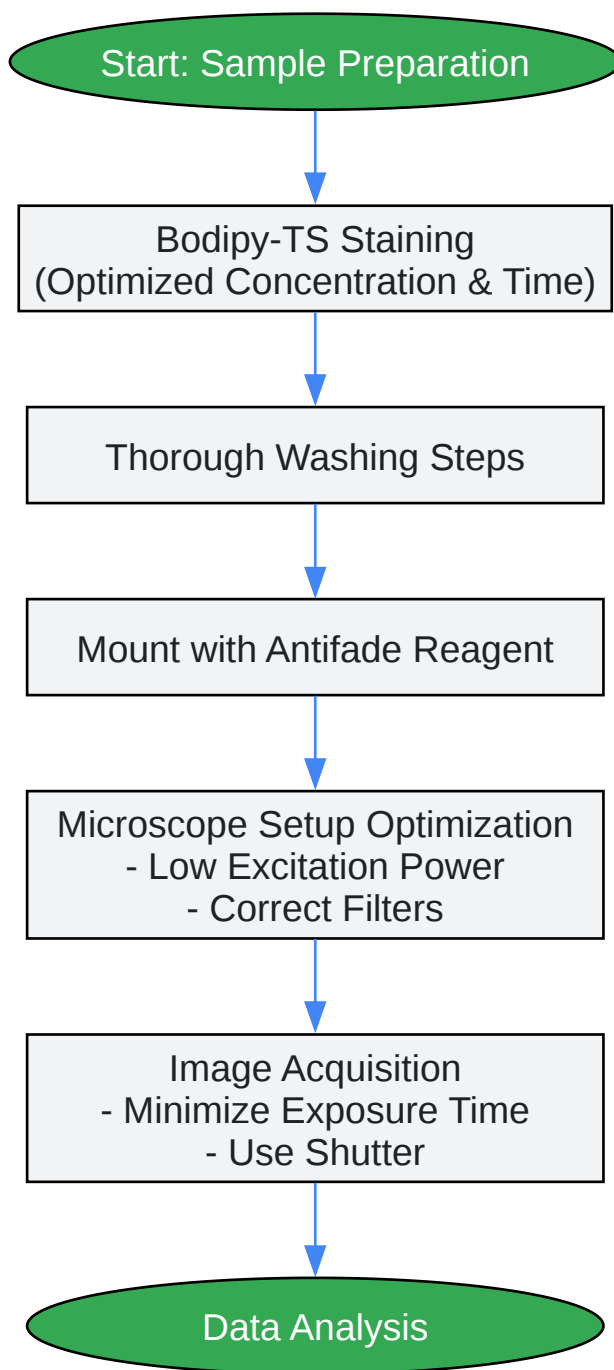 Start: Sample Preparation
Bodipy-TS Staining
(Optimized Concentration & Time)
Thorough Washing Steps
Mount with Antifade Reagent
Microscope Setup Optimization
- Low Excitation Power
- Correct Filters
Image Acquisition
- Minimize Exposure Time
- Use Shutter
Data Analysis